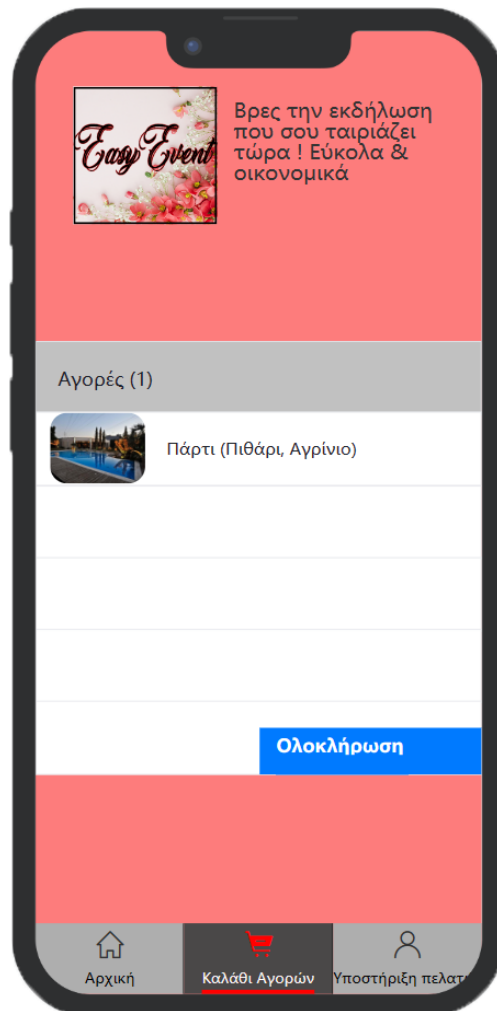 Easy Event
Βρες την εκδήλωση
που σου ταιριάζει
τώρα ! Εύκολα &
οικονομικά
Αγορές (1)
Πάρτι (Πιθάρι, Αγρίνιο)
Ολοκλήρωση
Αρχική
Καλάθι Αγορών
Υποστήριξη πελατ